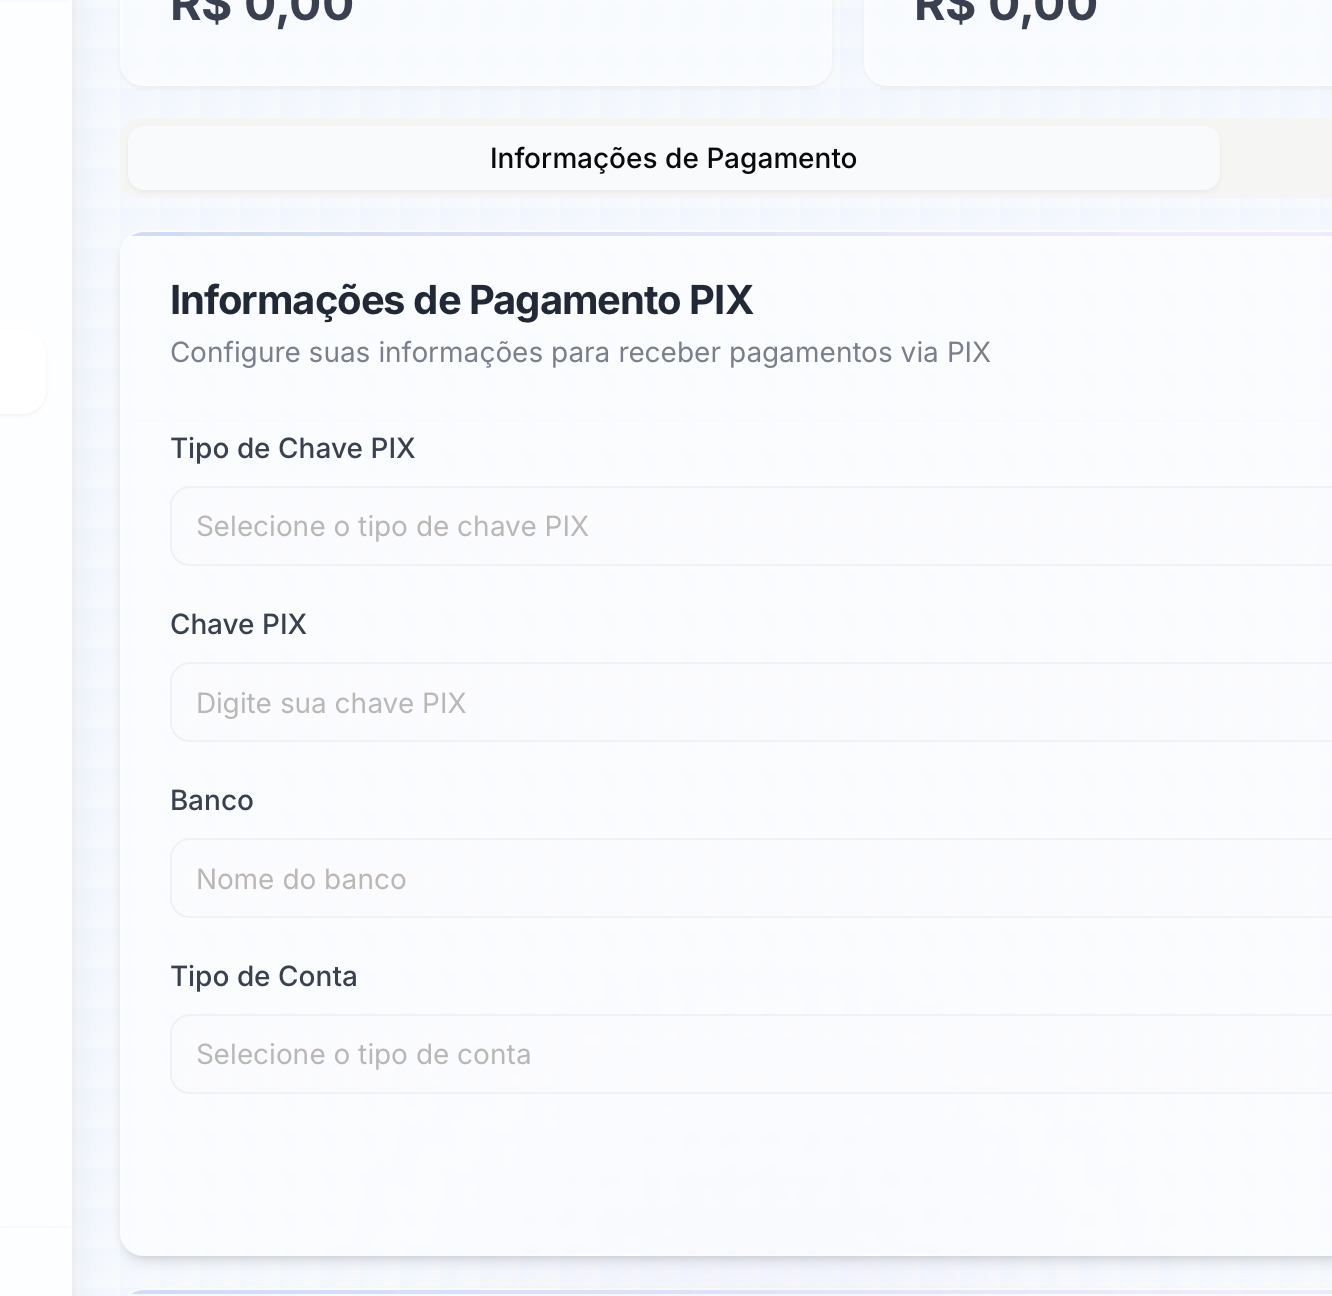 R$ 0,00
R$ 0,00
Informações de Pagamento
Informações de Pagamento PIX
Configure suas informações para receber pagamentos via PIX
Tipo de Chave PIX
Selecione o tipo de chave PIX
Chave PIX
Digite sua chave PIX
Banco
Nome do banco
Tipo de Conta
Selecione o tipo de conta